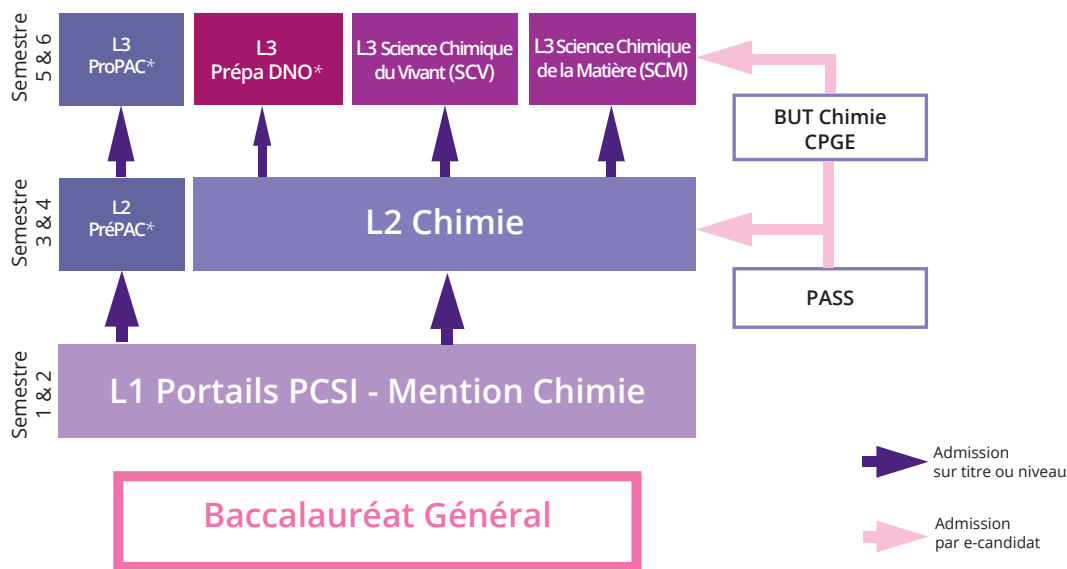 Semestre
5 & 6
L3
ProPAC*
L3
Prépa DNO*
L3 Science Chimique
du Vivant (SCV)
L3 Science Chimique
de la Matière (SCM)
BUT Chimie
CPGE
Semestre
3 & 4
L2
PréPAC*
L2 Chimie
PASS
Semestre
1 & 2
L1 Portails PCSI - Mention Chimie
Baccalauréat Général
Admission
sur titre ou niveau
Admission
par e-candidat